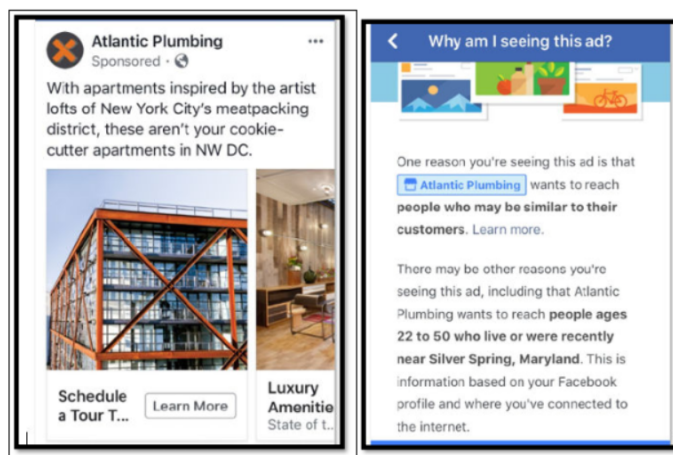 Atlantic Plumbing
Sponsored ·
With apartments inspired by the artist
lofts of New York City's meatpacking
district, these aren't your cookie-
cutter apartments in NW DC.
Schedule
a Tour T...
Learn More
Luxury
Amenitie
State of t..
Why am I seeing this ad?
One reason you're seeing this ad is that
Atlantic Plumbing wants to reach
people who may be similar to their
customers. Learn more.
There may be other reasons you're
seeing this ad, including that Atlantic
Plumbing wants to reach people ages
22 to 50 who live or were recently
near Silver Spring, Maryland. This is
information based on your Facebook
profile and where you've connected to
the internet.